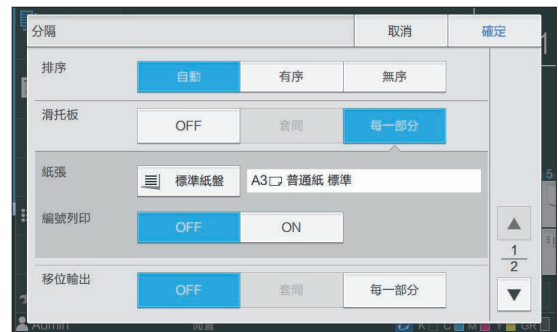 分隔 取消 確定
排序 自動 有序 無序
滑托板 OFF 套間 每一部分
紙張 標準紙盤 A3 普通紙 標準
編號列印 OFF ON
1
2
移位輸出 OFF 套間 每一部分
Admin 閒置 K C M Y GR